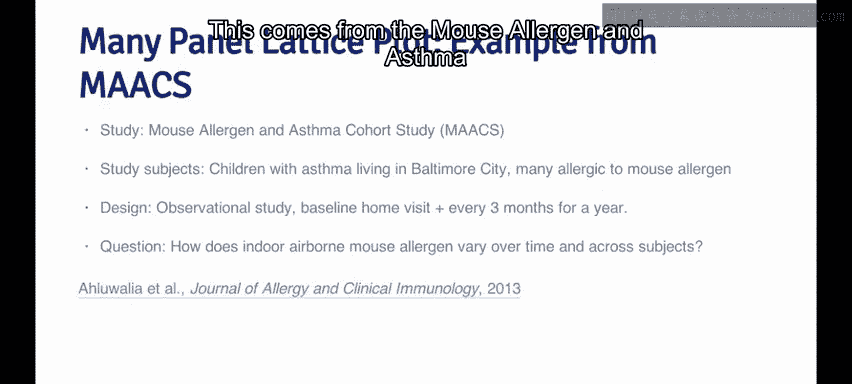 This comes from the Mouse Allergen and
Asthma
Many Panel Lattice Plot: Example from
MAACS
· Study: Mouse Allergen and Asthma Cohort Study (MAACS)
· Study subjects: Children with asthma living in Baltimore City, many allergic to mouse allergen
· Design: Observational study, baseline home visit + every 3 months for a year.
· Question: How does indoor airborne mouse allergen vary over time and across subjects?
Ahluwalia et al., Journal of Allergy and Clinical Immunology, 2013